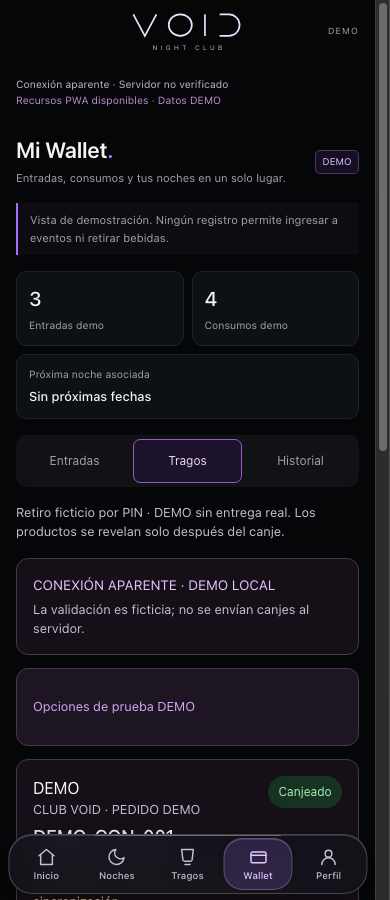 VOID
NIGHT CLUB
DEMO
Conexión aparente · Servidor no verificado
Recursos PWA disponibles · Datos DEMO
Mi Wallet.
DEMO
Entradas, consumos y tus noches en un solo lugar.
Vista de demostración. Ningún registro permite ingresar a
eventos ni retirar bebidas.
3
Entradas demo
4
Consumos demo
Próxima noche asociada
Sin próximas fechas
Entradas
Tragos
Historial
Retiro ficticio por PIN · DEMO sin entrega real. Los
productos se revelan solo después del canje.
CONEXIÓN APARENTE · DEMO LOCAL
La validación es ficticia; no se envían canjes al
servidor.
Opciones de prueba DEMO
DEMO
Canjeado
CLUB VOID · PEDIDO DEMO
DEMO-CON-001
Inicio
Noches
Tragos
Wallet
Perfil